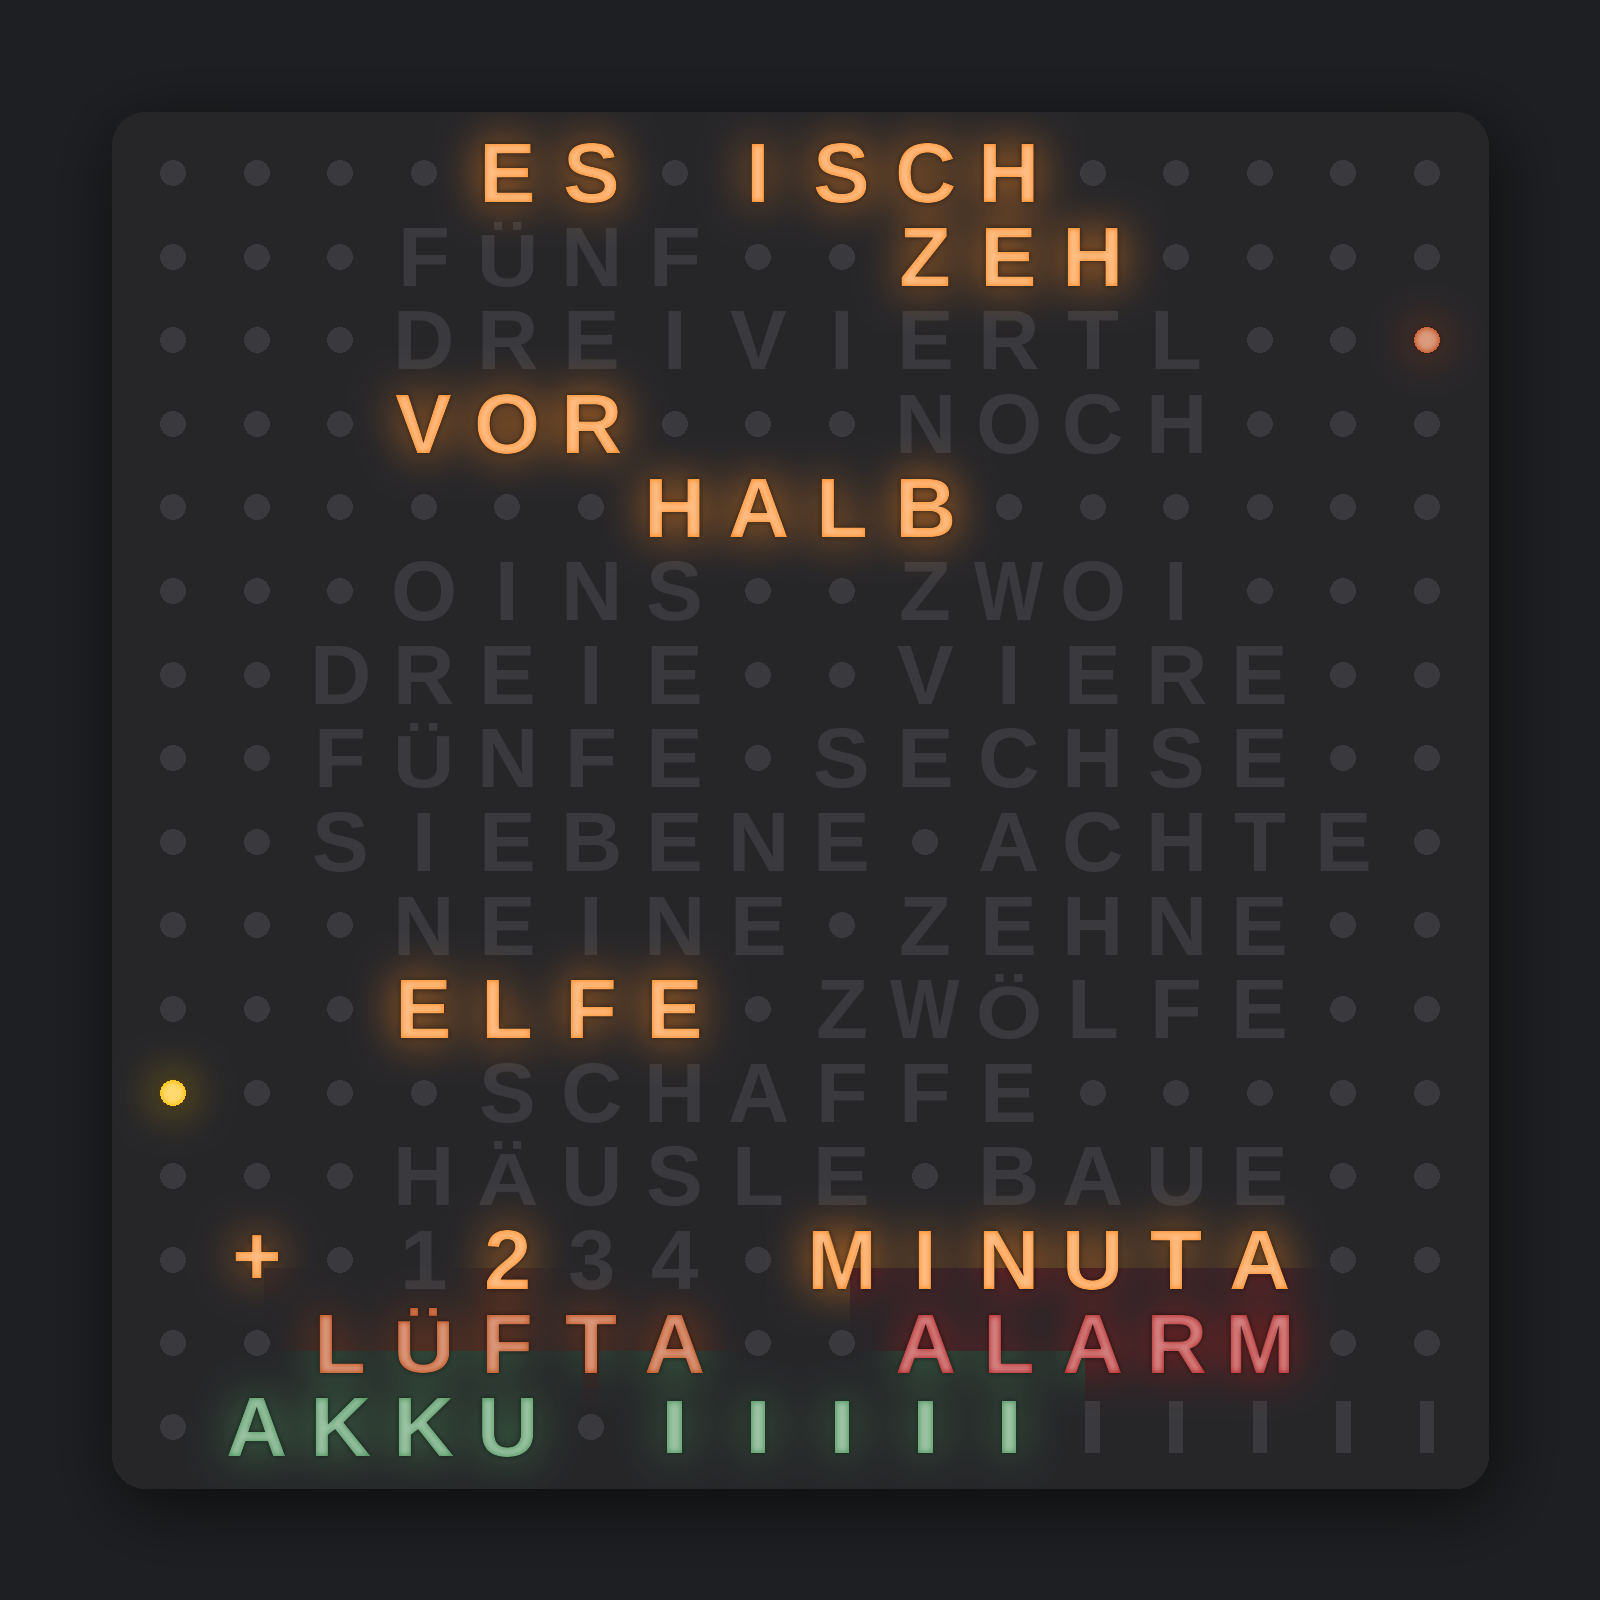 ES ISCH
FÜNF ZEH
DREIVIERTL
VOR NOCH
HALB
OINS ZWOI
DREIE VIERE
FÜNFE SECHSE
SIEBENE ACHTE
NEINE ZEHNE
ELFE ZWÖLFE
SCHAFFE
HÄUSLE BAUE
+ 1 2 3 4 MINUTA
LÜFTA ALARM
AKKU I I I I I I I I I I